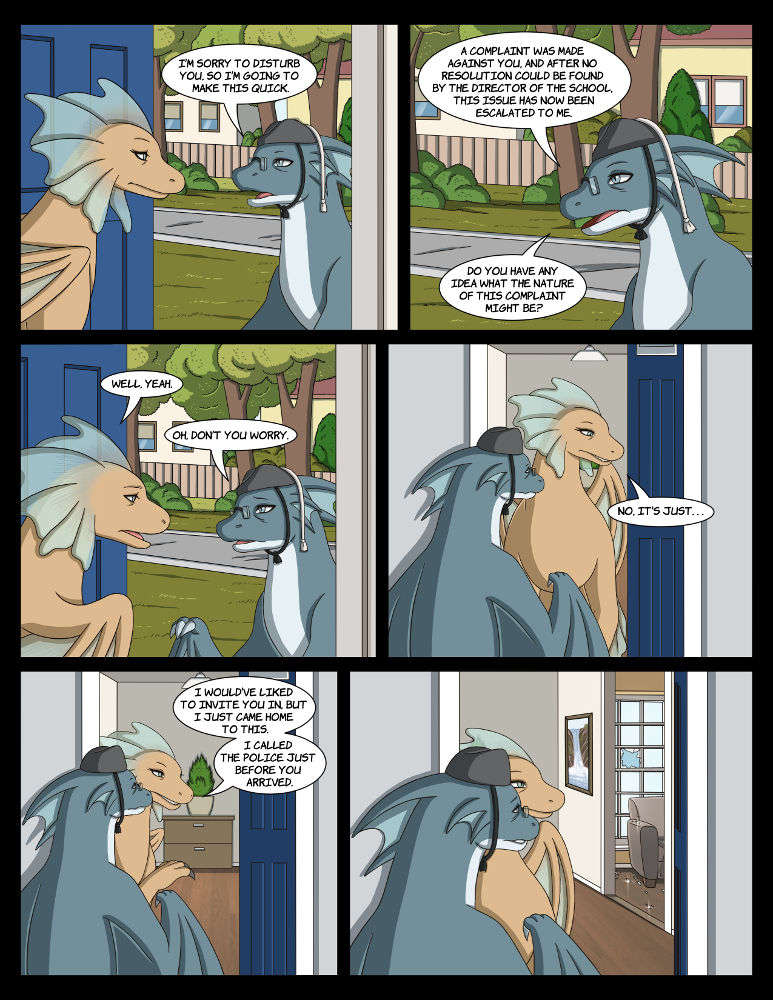 I'M SORRY TO DISTURB
YOU, SO I'M GOING TO
MAKE THIS QUICK.
A COMPLAINT WAS MADE
AGAINST YOU, AND AFTER NO
RESOLUTION COULD BE FOUND
BY THE DIRECTOR OF THE SCHOOL,
THIS ISSUE HAS NOW BEEN
ESCALATED TO ME.
DO YOU HAVE ANY
IDEA WHAT THE NATURE
OF THIS COMPLAINT
MIGHT BE?
WELL, YEAH.
OH, DON'T YOU WORRY.
NO, IT'S JUST...
I WOULD'VE LIKED
TO INVITE YOU IN, BUT
I JUST CAME HOME
TO THIS.
I CALLED
THE POLICE JUST
BEFORE YOU
ARRIVED.